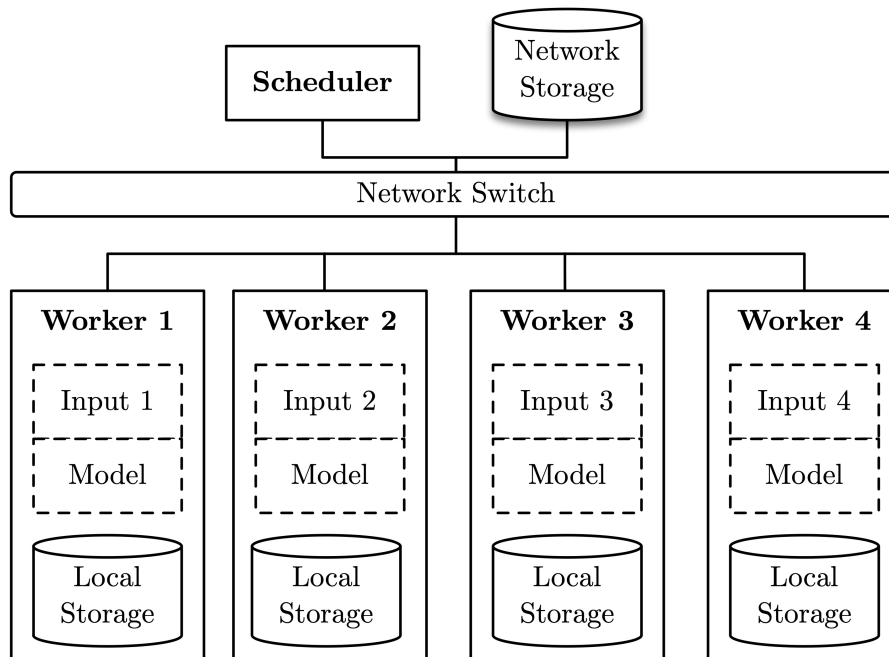 Scheduler
Network
Storage
Network Switch
Worker 1
Worker 2
Worker 3
Worker 4
Input 1
Input 2
Input 3
Input 4
Model
Model
Model
Model
Local
Storage
Local
Storage
Local
Storage
Local
Storage